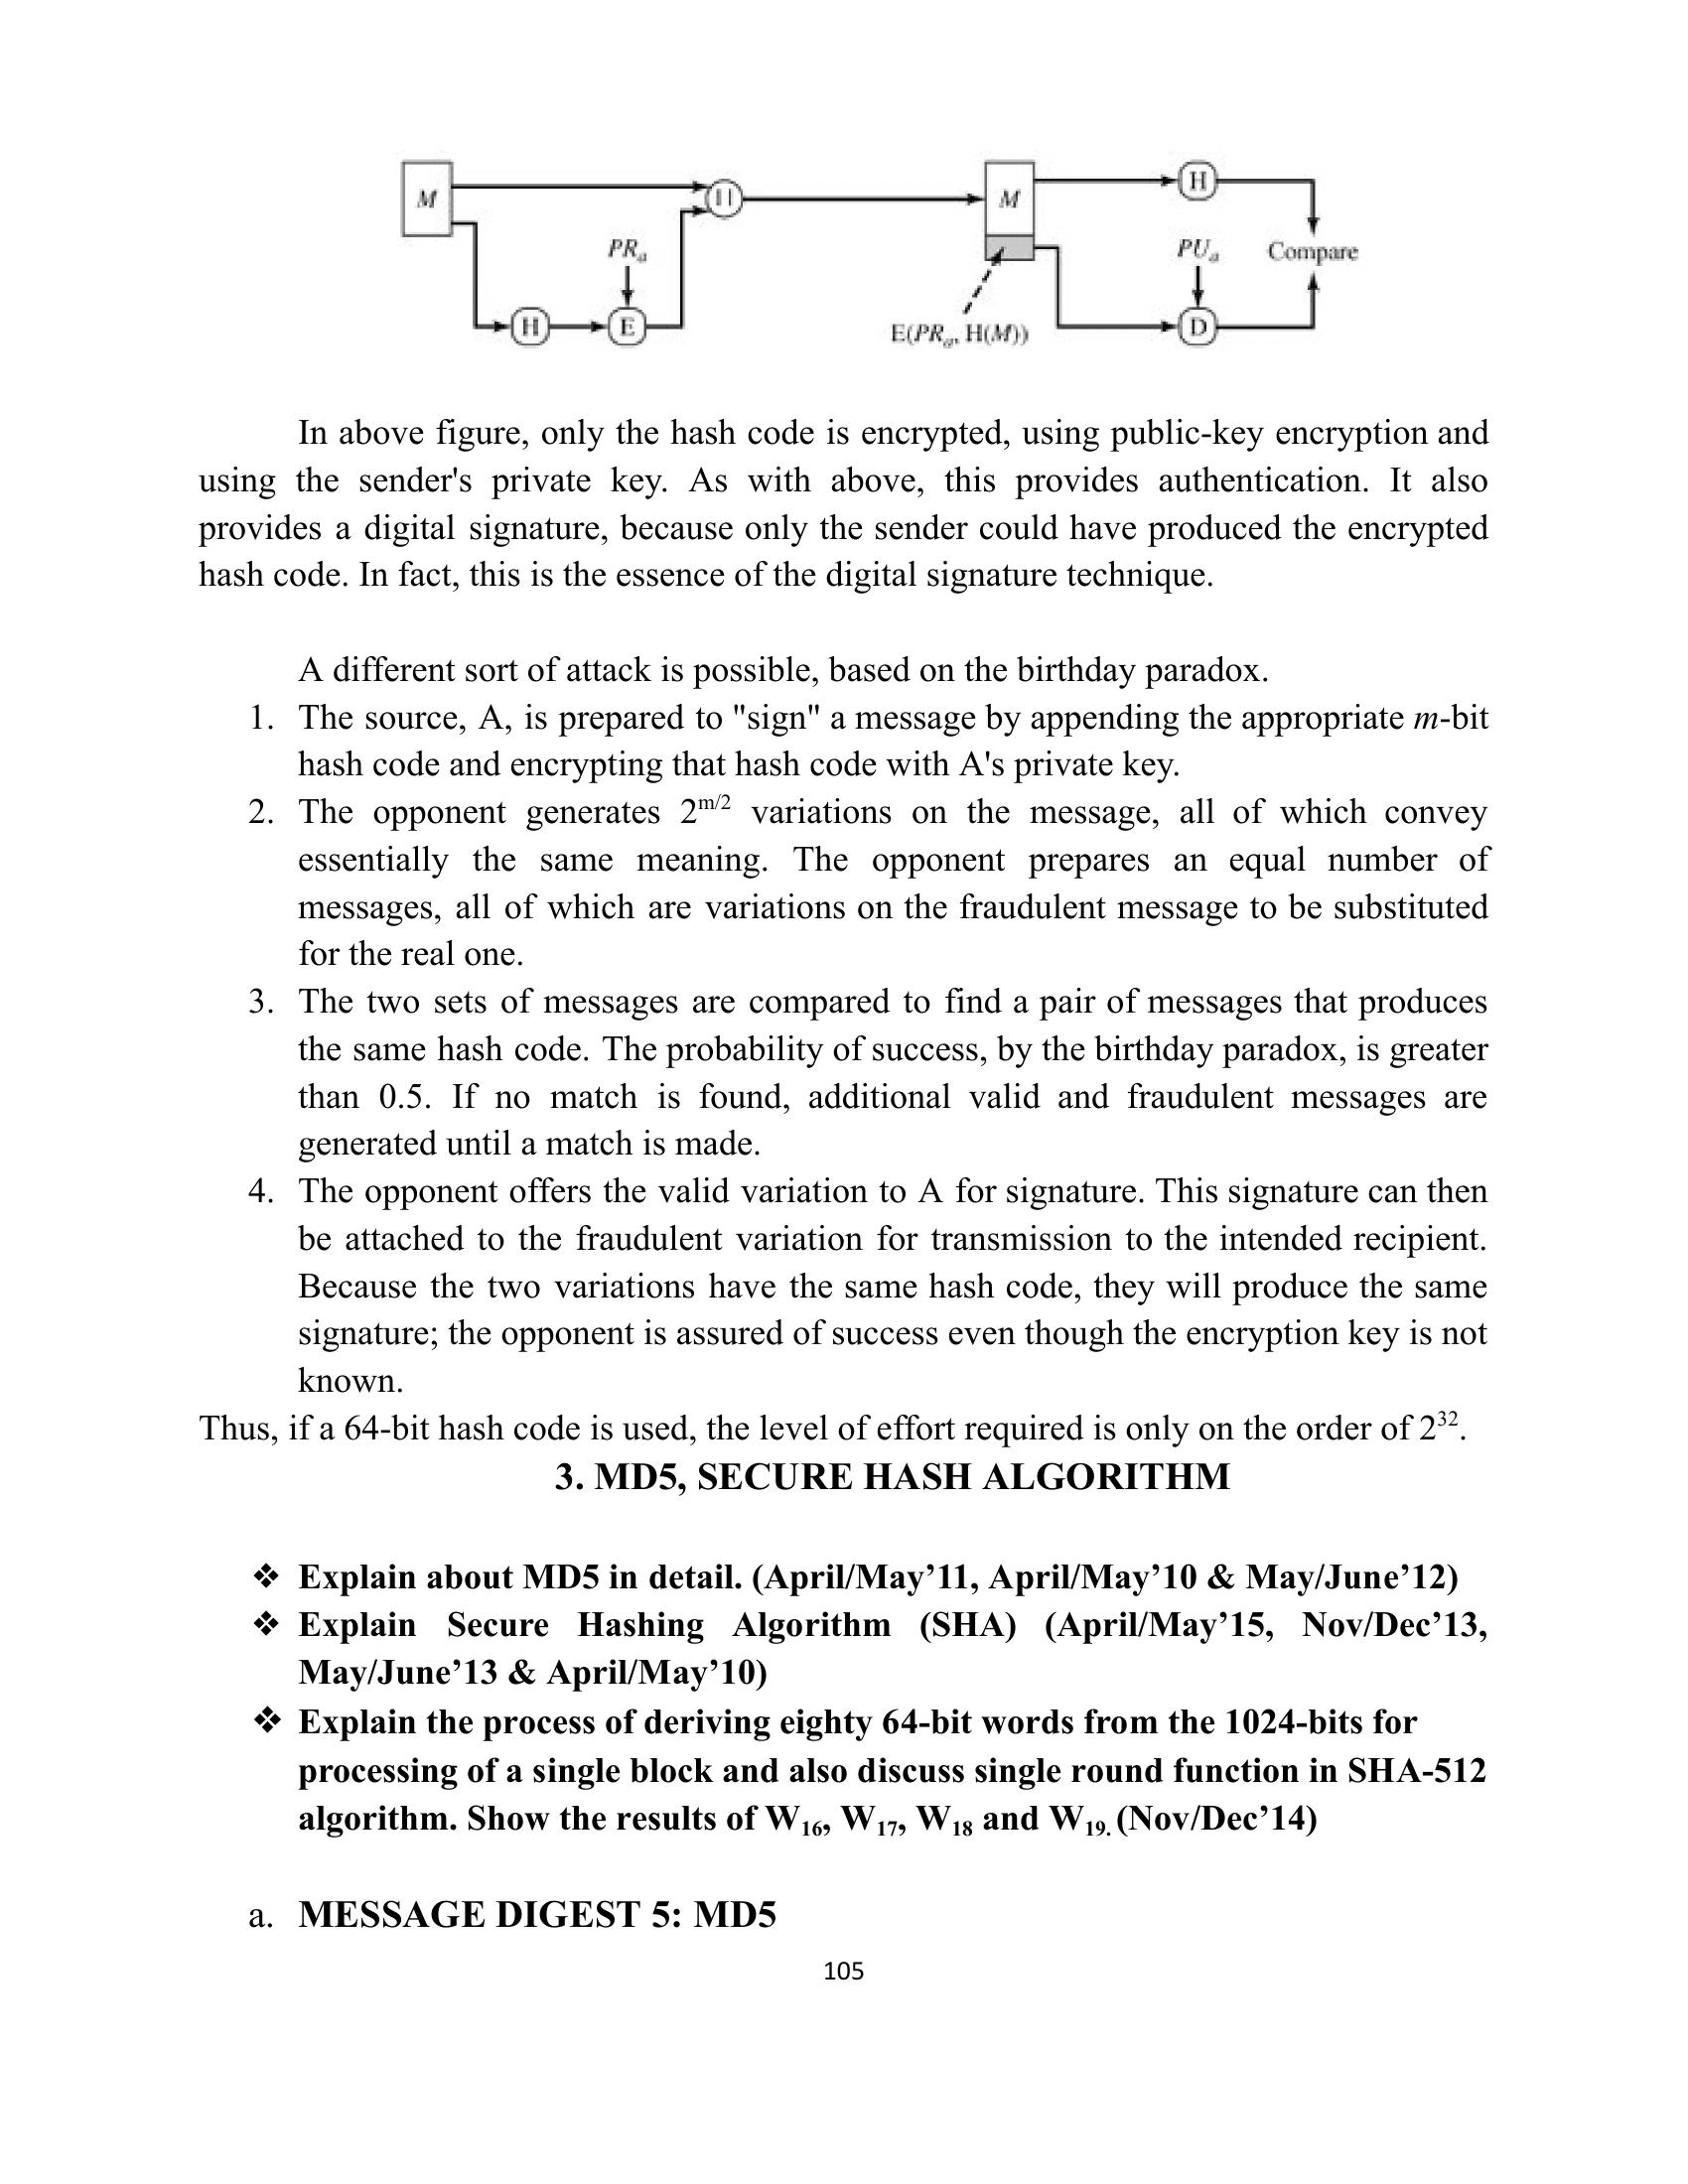 M
||
M
H
PRa
PUa
Compare
H
E
E(PRa, H(M))
D
In above figure, only the hash code is encrypted, using public-key encryption and
using the sender's private key. As with above, this provides authentication. It also
provides a digital signature, because only the sender could have produced the encrypted
hash code. In fact, this is the essence of the digital signature technique.
A different sort of attack is possible, based on the birthday paradox.
1. The source, A, is prepared to "sign" a message by appending the appropriate m-bit
hash code and encrypting that hash code with A's private key.
2. The opponent generates 2^m/2 variations on the message, all of which convey
essentially the same meaning. The opponent prepares an equal number of
messages, all of which are variations on the fraudulent message to be substituted
for the real one.
3. The two sets of messages are compared to find a pair of messages that produces
the same hash code. The probability of success, by the birthday paradox, is greater
than 0.5. If no match is found, additional valid and fraudulent messages are
generated until a match is made.
4. The opponent offers the valid variation to A for signature. This signature can then
be attached to the fraudulent variation for transmission to the intended recipient.
Because the two variations have the same hash code, they will produce the same
signature; the opponent is assured of success even though the encryption key is not
known.
Thus, if a 64-bit hash code is used, the level of effort required is only on the order of 2^32.
3. MD5, SECURE HASH ALGORITHM
❖ Explain about MD5 in detail. (April/May’11, April/May’10 & May/June’12)
❖ Explain Secure Hashing Algorithm (SHA) (April/May’15, Nov/Dec’13,
May/June’13 & April/May’10)
❖ Explain the process of deriving eighty 64-bit words from the 1024-bits for
processing of a single block and also discuss single round function in SHA-512
algorithm. Show the results of W16, W17, W18 and W19. (Nov/Dec’14)
a. MESSAGE DIGEST 5: MD5
105